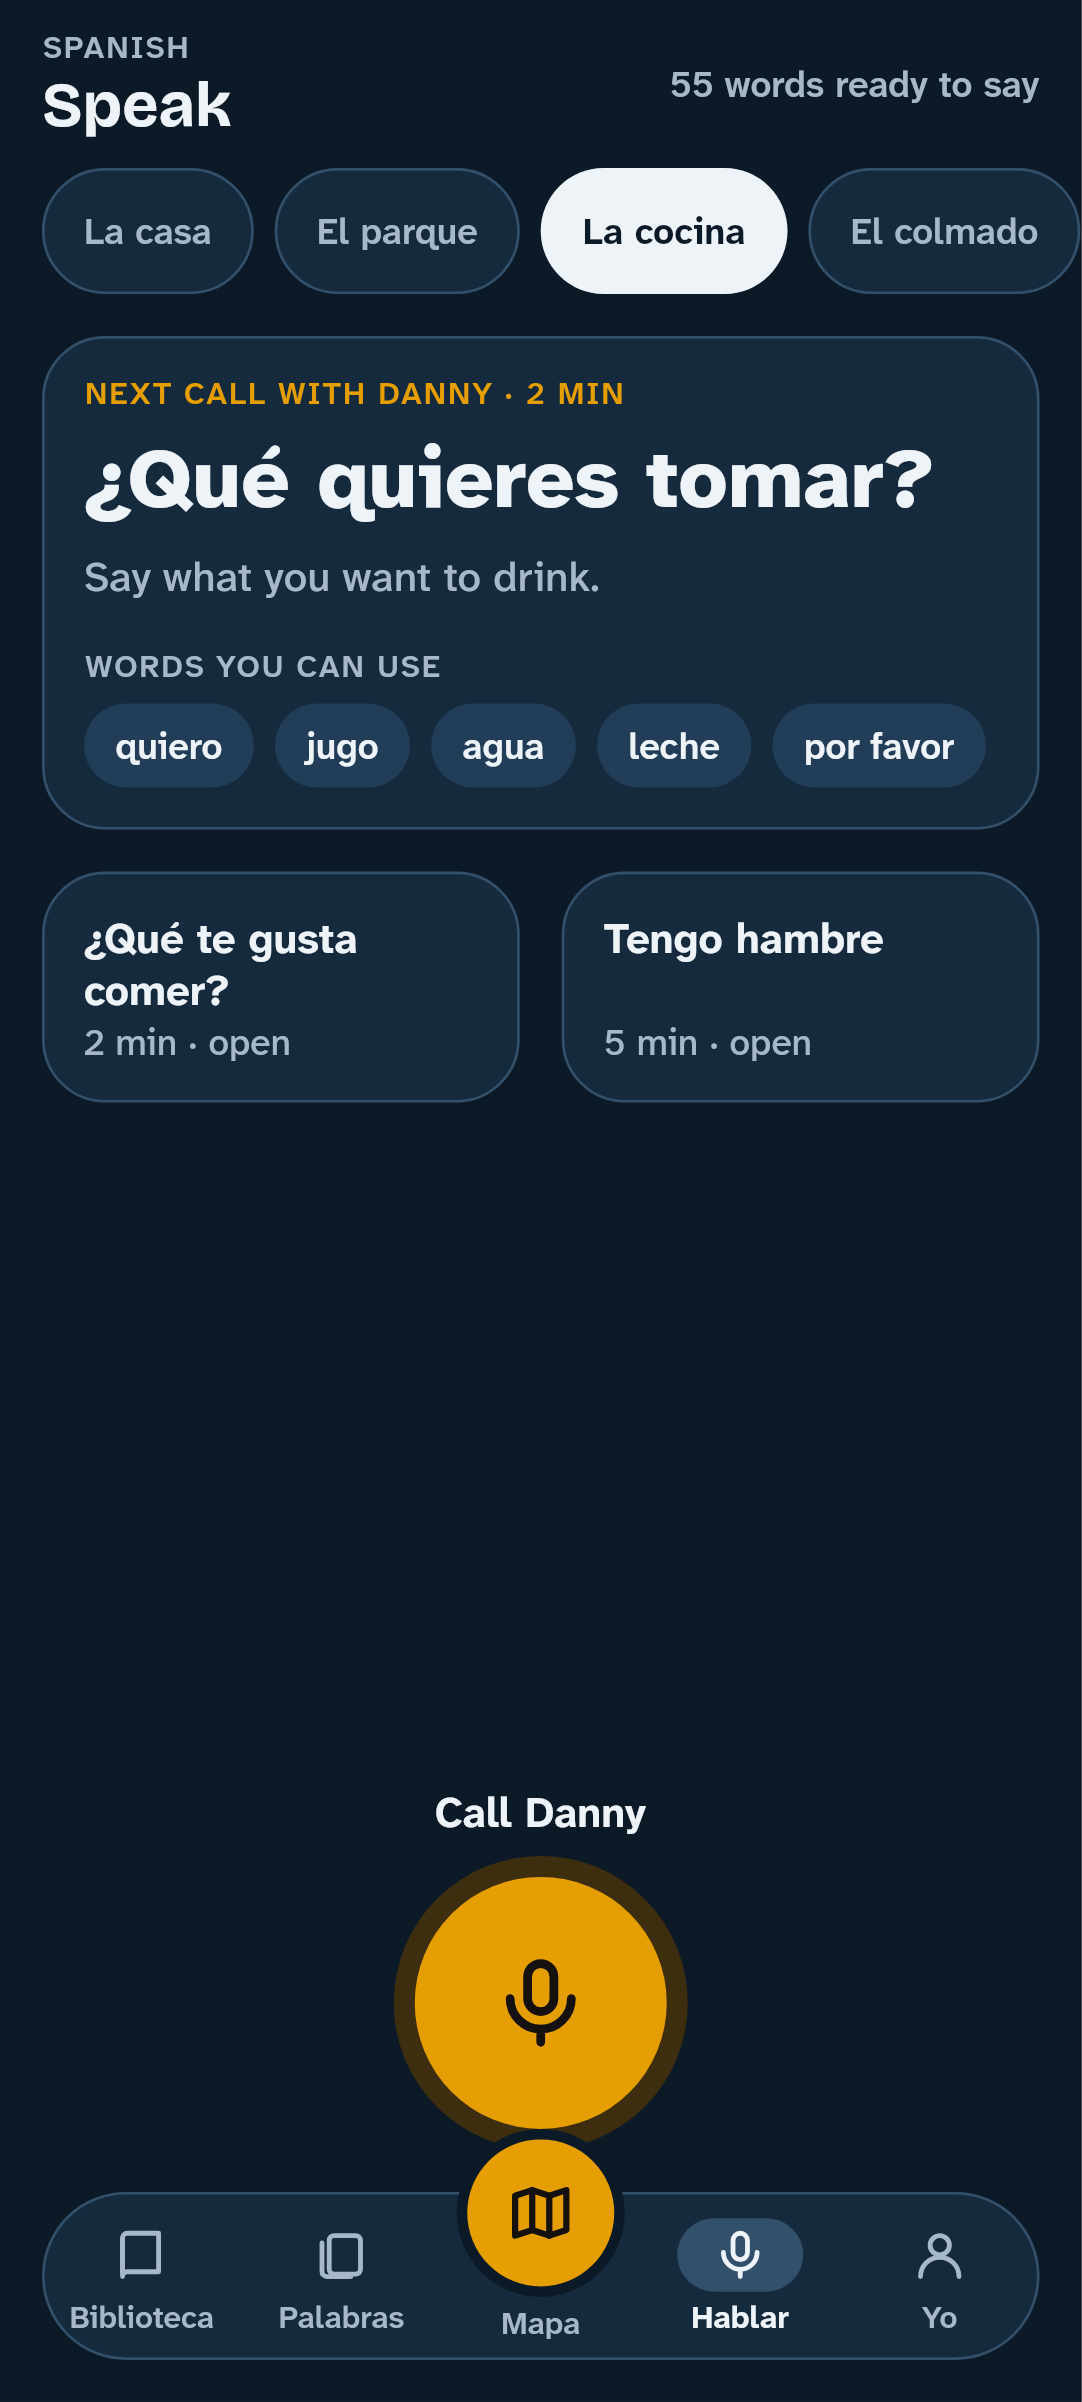 SPANISH
Speak
55 words ready to say
La casa
El parque
La cocina
El colmado
NEXT CALL WITH DANNY · 2 MIN
¿Qué quieres tomar?
Say what you want to drink.
WORDS YOU CAN USE
quiero
jugo
agua
leche
por favor
¿Qué te gusta
comer?
2 min · open
Tengo hambre
5 min · open
Call Danny
Biblioteca
Palabras
Mapa
Hablar
Yo